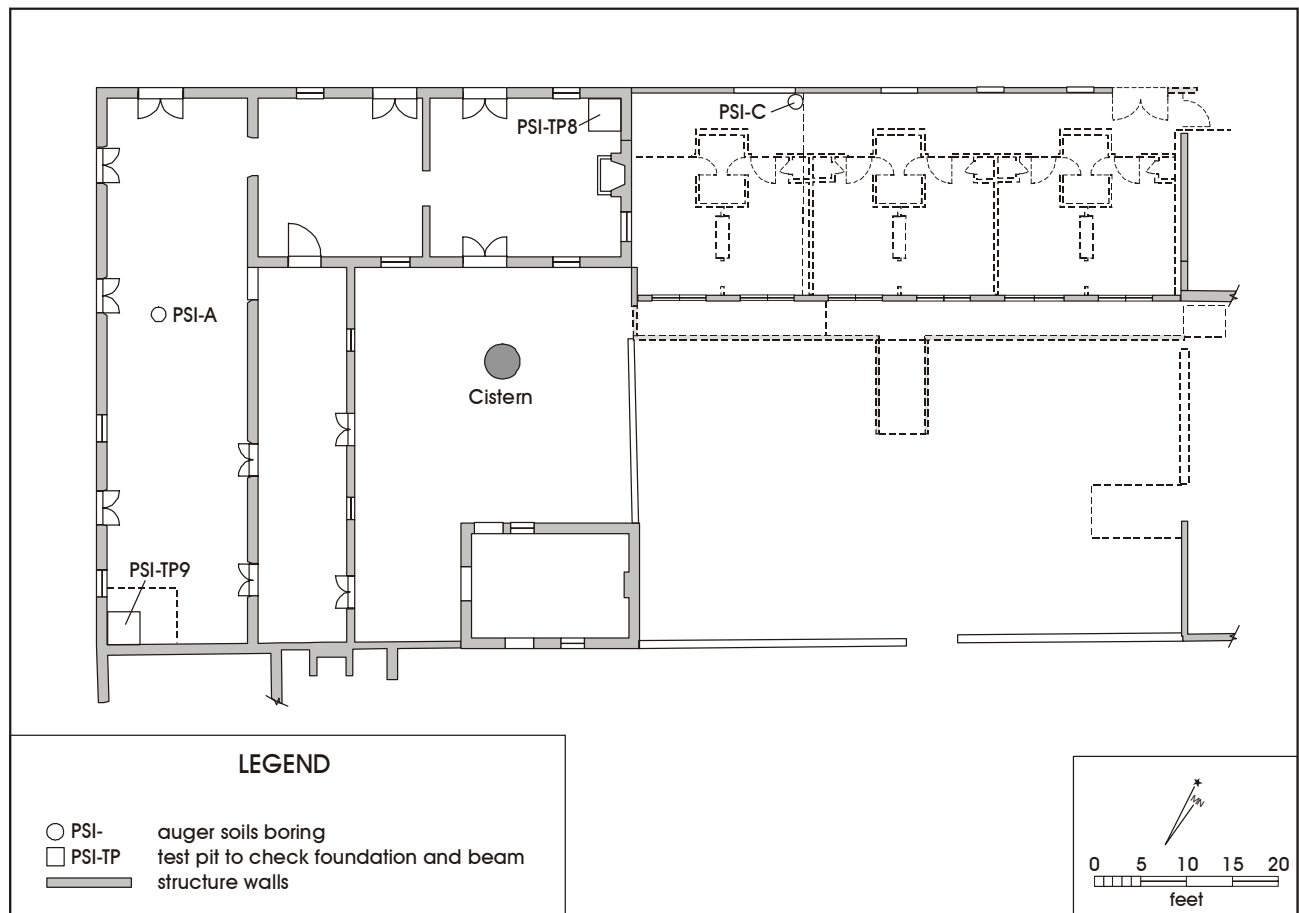 PSI-C
PSI-TP8
PSI-A
Cistern
PSI-TP9
LEGEND
PSI- auger soils boring
PSI-TP test pit to check foundation and beam
structure walls
MN
0 5 10 15 20
feet